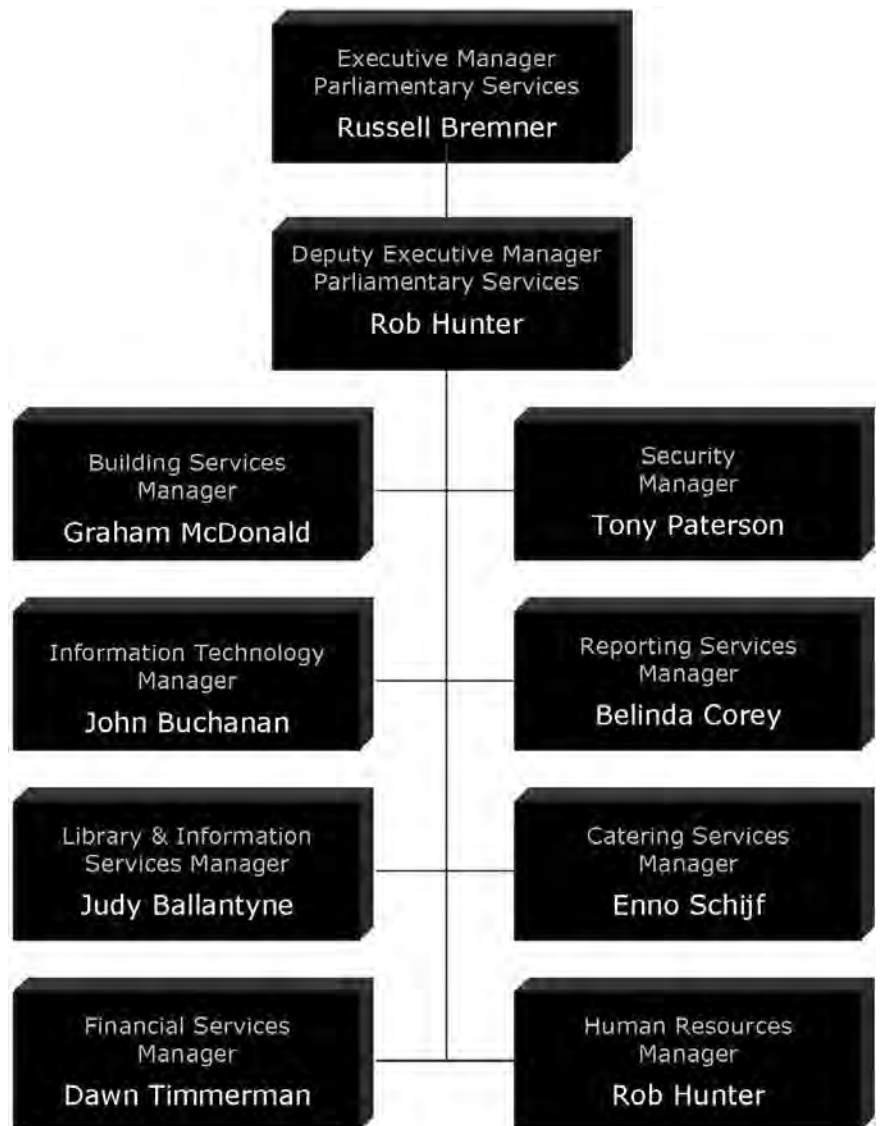 Executive Manager
Parliamentary Services
Russell Bremner
Deputy Executive Manager
Parliamentary Services
Rob Hunter
Building Services
Manager
Graham McDonald
Security
Manager
Tony Paterson
Information Technology
Manager
John Buchanan
Reporting Services
Manager
Belinda Corey
Library & Information
Services Manager
Judy Ballantyne
Catering Services
Manager
Enno Schijf
Financial Services
Manager
Dawn Timmerman
Human Resources
Manager
Rob Hunter